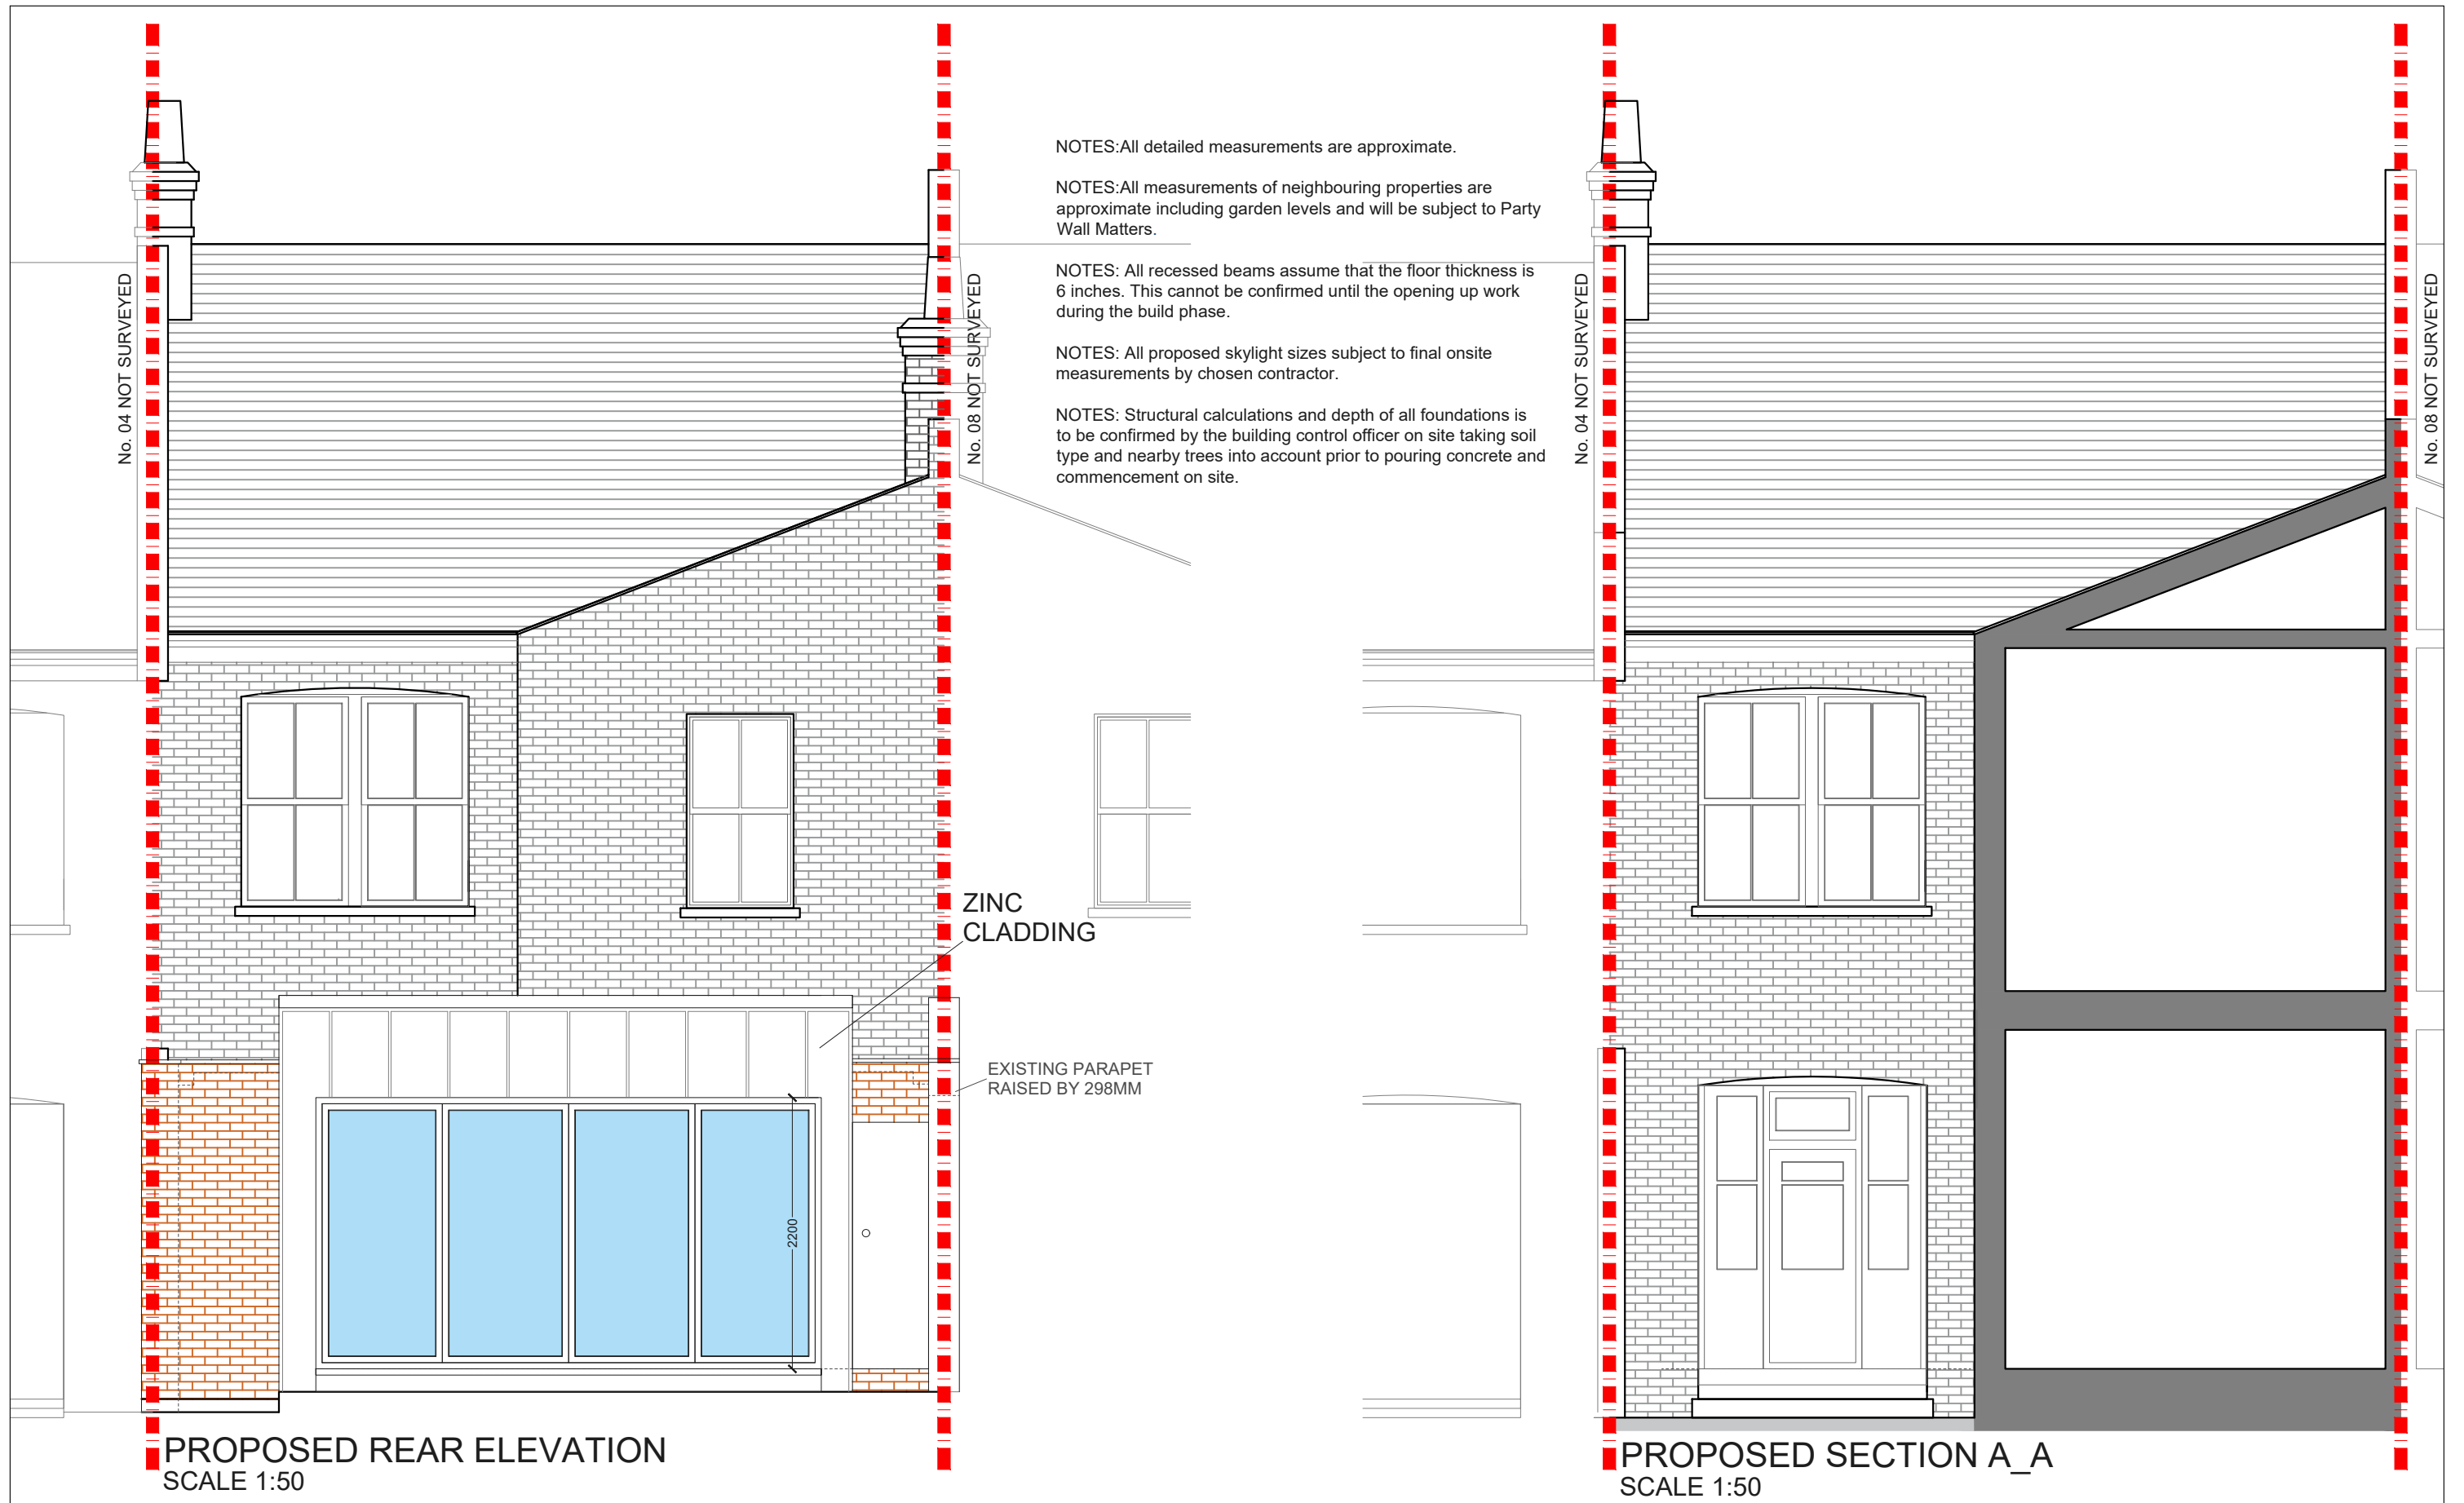 NOTES:All detailed measurements are approximate.
NOTES:All measurements of neighbouring properties are
approximate including garden levels and will be subject to Party
Wall Matters.
NOTES: All recessed beams assume that the floor thickness is
6 inches. This cannot be confirmed until the opening up work
during the build phase.
NOTES: All proposed skylight sizes subject to final onsite
measurements by chosen contractor.
NOTES: Structural calculations and depth of all foundations is
to be confirmed by the building control officer on site taking soil
type and nearby trees into account prior to pouring concrete and
commencement on site.
No. 04 NOT SURVEYED
No. 08 NOT SURVEYED
No. 04 NOT SURVEYED
No. 08 NOT SURVEYED
ZINC
CLADDING
EXISTING PARAPET
RAISED BY 298MM
2200
PROPOSED REAR ELEVATION
SCALE 1:50
PROPOSED SECTION A_A
SCALE 1:50